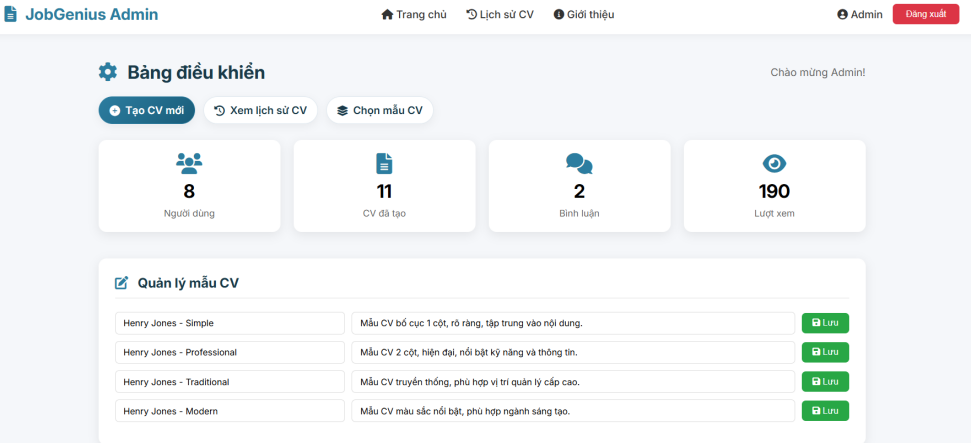 JobGenius Admin
Trang chủ Lịch sử CV Giới thiệu
Admin Đăng xuất
Bảng điều khiển
Chào mừng Admin!
Tạo CV mới Xem lịch sử CV Chọn mẫu CV
8
Người dùng
11
CV đã tạo
2
Bình luận
190
Lượt xem
Quản lý mẫu CV
Henry Jones - Simple Mẫu CV bố cục 1 cột, rõ ràng, tập trung vào nội dung. Lưu
Henry Jones - Professional Mẫu CV 2 cột, hiện đại, nổi bật kỹ năng và thông tin. Lưu
Henry Jones - Traditional Mẫu CV truyền thống, phù hợp vị trí quản lý cấp cao. Lưu
Henry Jones - Modern Mẫu CV màu sắc nổi bật, phù hợp ngành sáng tạo. Lưu